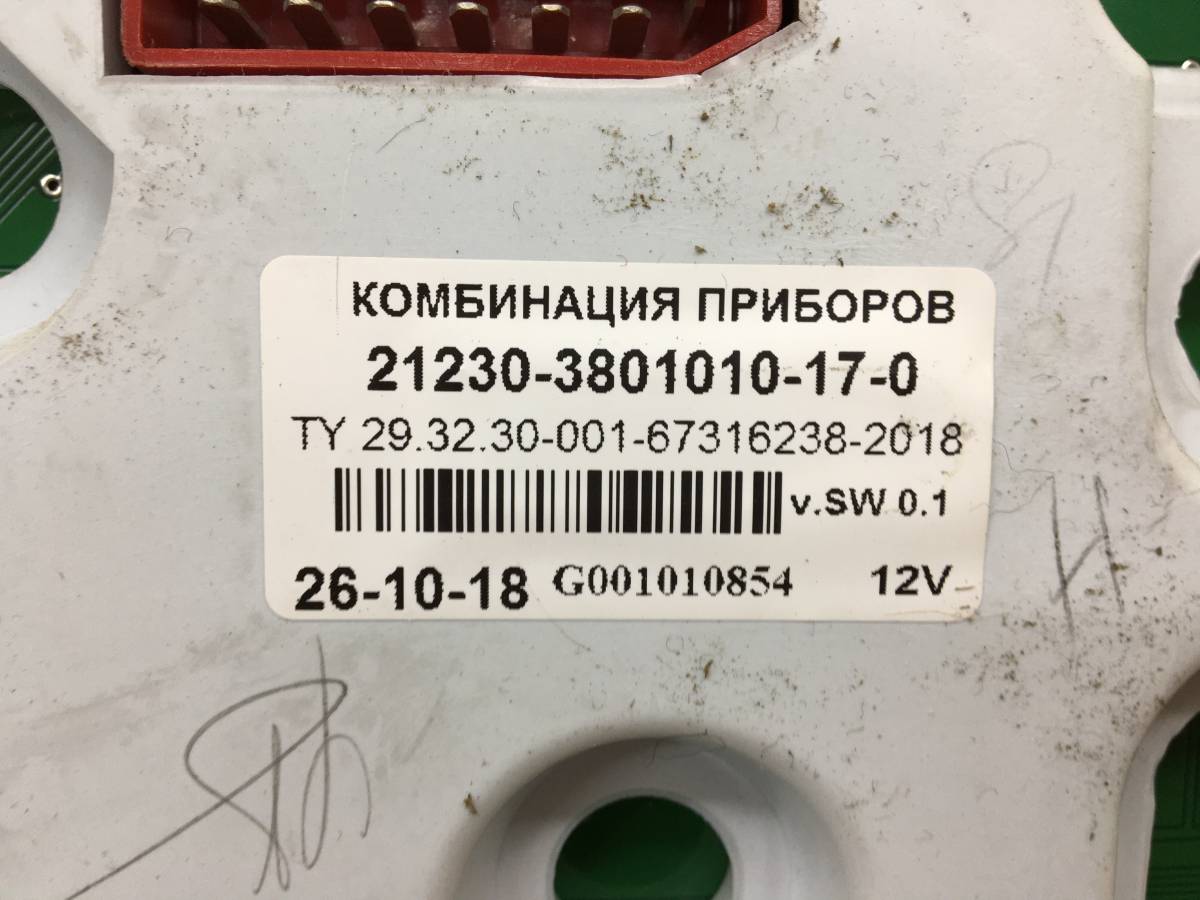 КОМБИНАЦИЯ ПРИБОРОВ
21230-3801010-17-0
ТУ 29.32.30-001-67316238-2018
v.SW 0.1
26-10-18 G001010854 12V